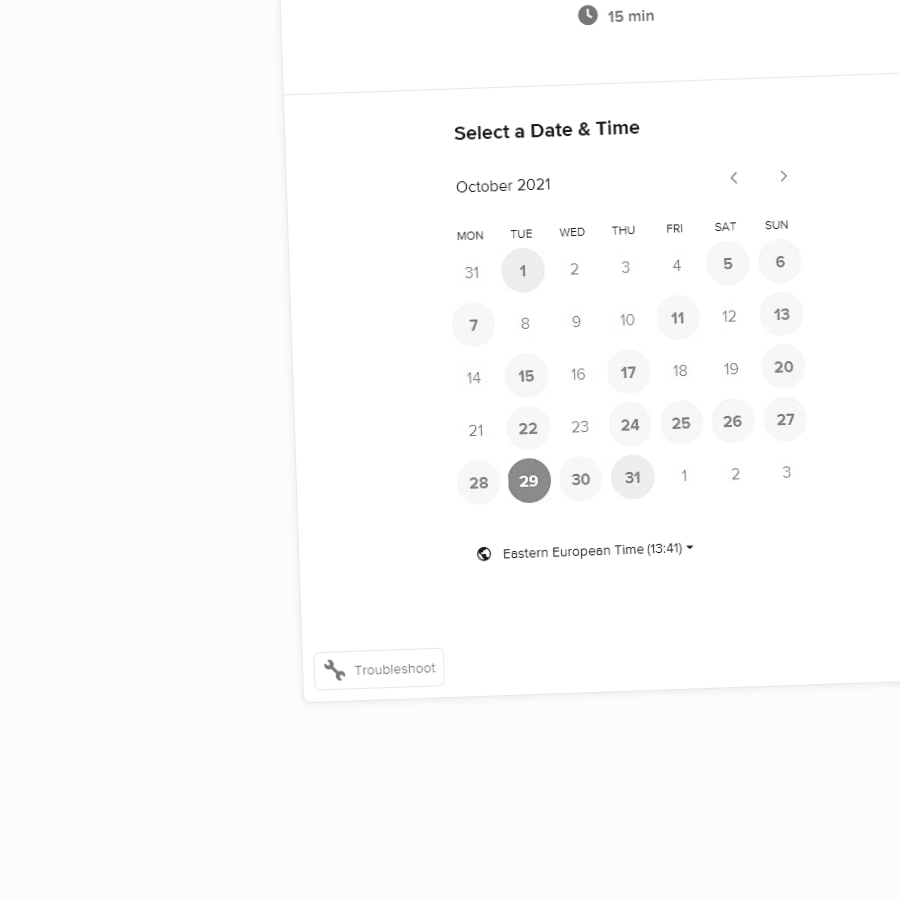 15 min
Select a Date & Time
October 2021
MON TUE WED THU FRI SAT SUN
31 1 2 3 4 5 6
7 8 9 10 11 12 13
14 15 16 17 18 19 20
21 22 23 24 25 26 27
28 29 30 31 1 2 3
Eastern European Time (13:41)
Troubleshoot